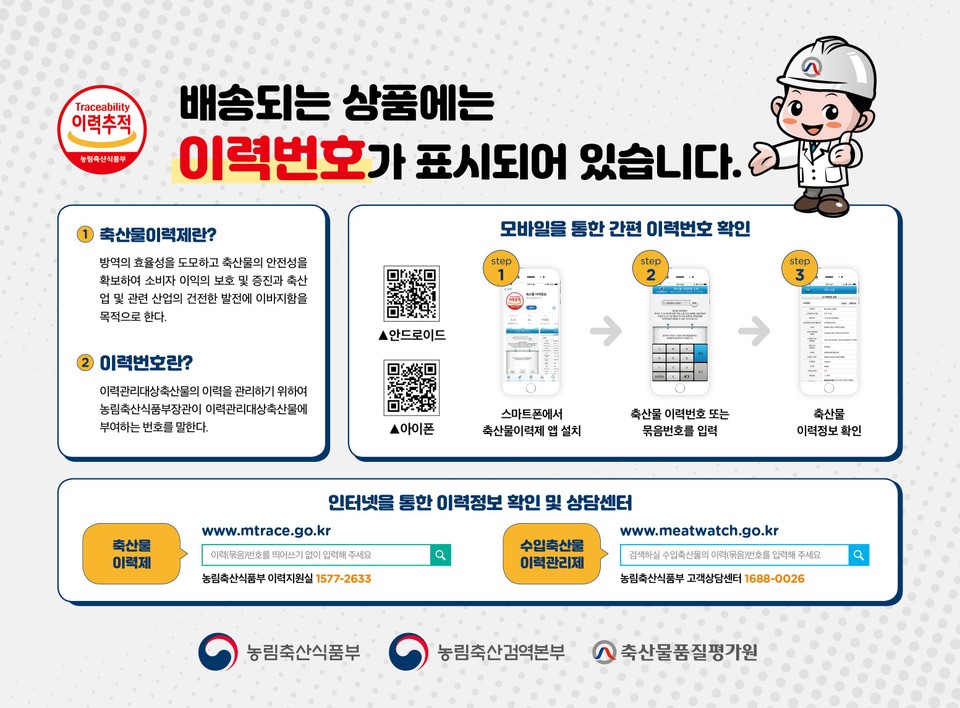 Traceability
이력추적
농림축산식품부
배송되는 상품에는
이력번호가 표시되어 있습니다.
1 축산물이력제란?
방역의 효율성을 도모하고 축산물의 안전성을
확보하여 소비자 이익의 보호 및 증진과 축산
업 및 관련 산업의 건전한 발전에 이바지함을
목적으로 한다.
2 이력번호란?
이력관리대상축산물의 이력을 관리하기 위하여
농림축산식품부장관이 이력관리대상축산물에
부여하는 번호를 말한다.
모바일을 통한 간편 이력번호 확인
▲안드로이드
▲아이폰
step
1
스마트폰에서
축산물이력제 앱 설치
step
2
축산물 이력번호 또는
묶음번호를 입력
step
3
축산물
이력정보 확인
인터넷을 통한 이력정보 확인 및 상담센터
축산물
이력제
www.mtrace.go.kr
이력(묶음)번호를 띄어쓰기 없이 입력해 주세요
농림축산식품부 이력지원실 1577-2633
수입축산물
이력관리제
www.meatwatch.go.kr
검색하실 수입축산물의 이력(묶음)번호를 입력해 주세요
농림축산식품부 고객상담센터 1688-0026
농림축산식품부
농림축산검역본부
축산물품질평가원